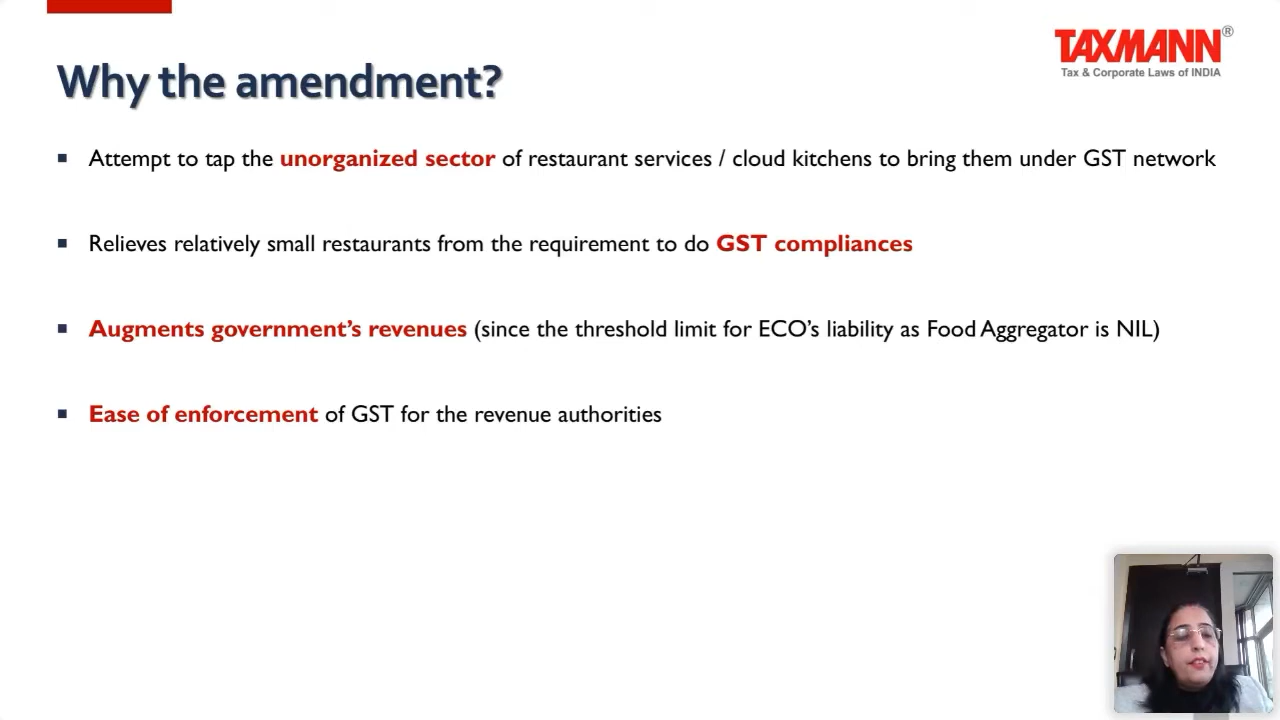 TAXMANN®
Tax & Corporate Laws of INDIA
Why the amendment?
▪ Attempt to tap the unorganized sector of restaurant services / cloud kitchens to bring them under GST network
▪ Relieves relatively small restaurants from the requirement to do GST compliances
▪ Augments government’s revenues (since the threshold limit for ECO’s liability as Food Aggregator is NIL)
▪ Ease of enforcement of GST for the revenue authorities